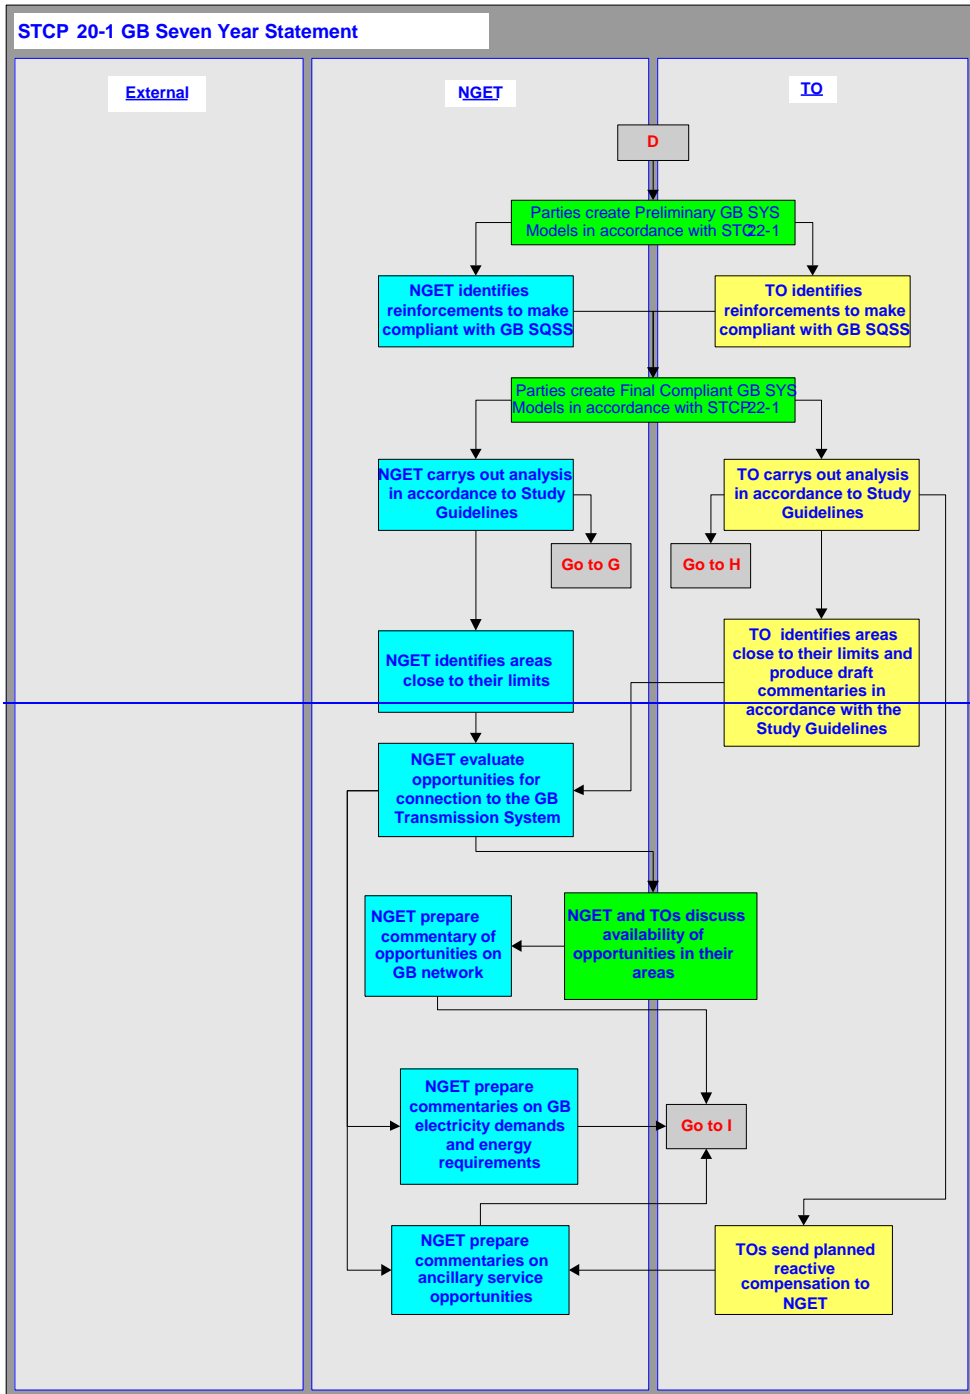 STCP 20-1 GB Seven Year Statement
External
NGET
TO
D
Parties create Preliminary GB SYS
Models in accordance with STC22-1
NGET identifies
reinforcements to make
compliant with GB SQSS
TO identifies
reinforcements to make
compliant with GB SQSS
Parties create Final Compliant GB SYS
Models in accordance with STCP22-1
NGET carrys out analysis
in accordance to Study
Guidelines
TO carrys out analysis
in accordance to Study
Guidelines
Go to G
Go to H
NGET identifies areas
close to their limits
TO identifies areas
close to their limits and
produce draft
commentaries in
accordance with the
Study Guidelines
NGET evaluate
opportunities for
connection to the GB
Transmission System
NGET prepare
commentary of
opportunities on
GB network
NGET and TOs discuss
availability of
opportunities in their
areas
NGET prepare
commentaries on GB
electricity demands
and energy
requirements
Go to I
NGET prepare
commentaries on
ancillary service
opportunities
TOs send planned
reactive
compensation to
NGET